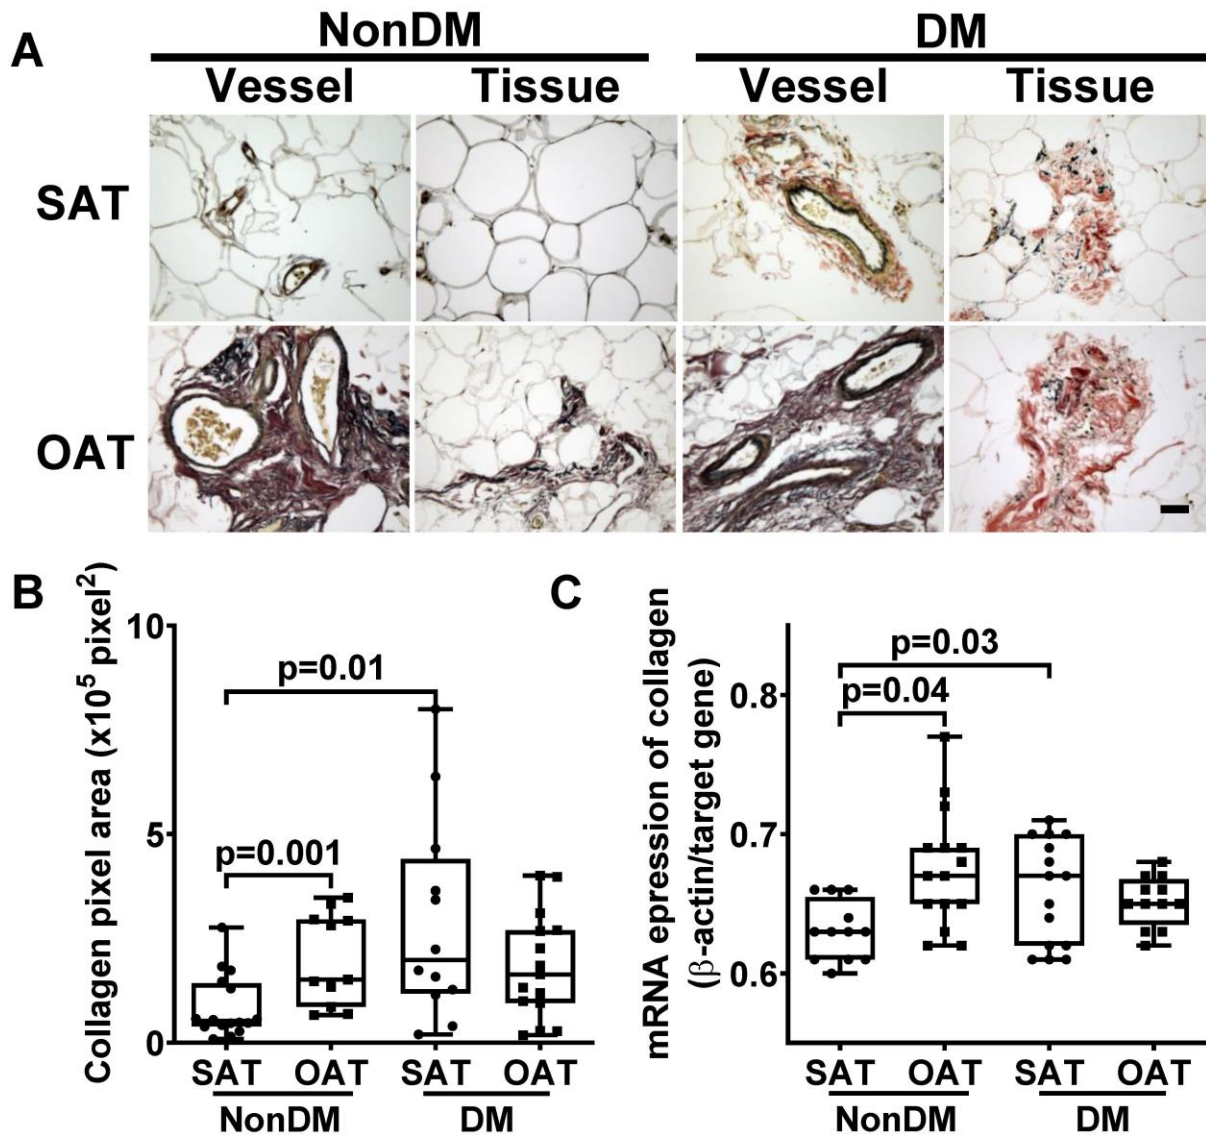 A
NonDM DM
Vessel Tissue Vessel Tissue
SAT
OAT
B
Collagen pixel area (x10⁵ pixel²)
10
5
0
p=0.01
p=0.001
SAT OAT SAT OAT
NonDM DM
C
mRNA epression of collagen
(β-actin/target gene)
0.8
0.7
0.6
p=0.03
p=0.04
SAT OAT SAT OAT
NonDM DM